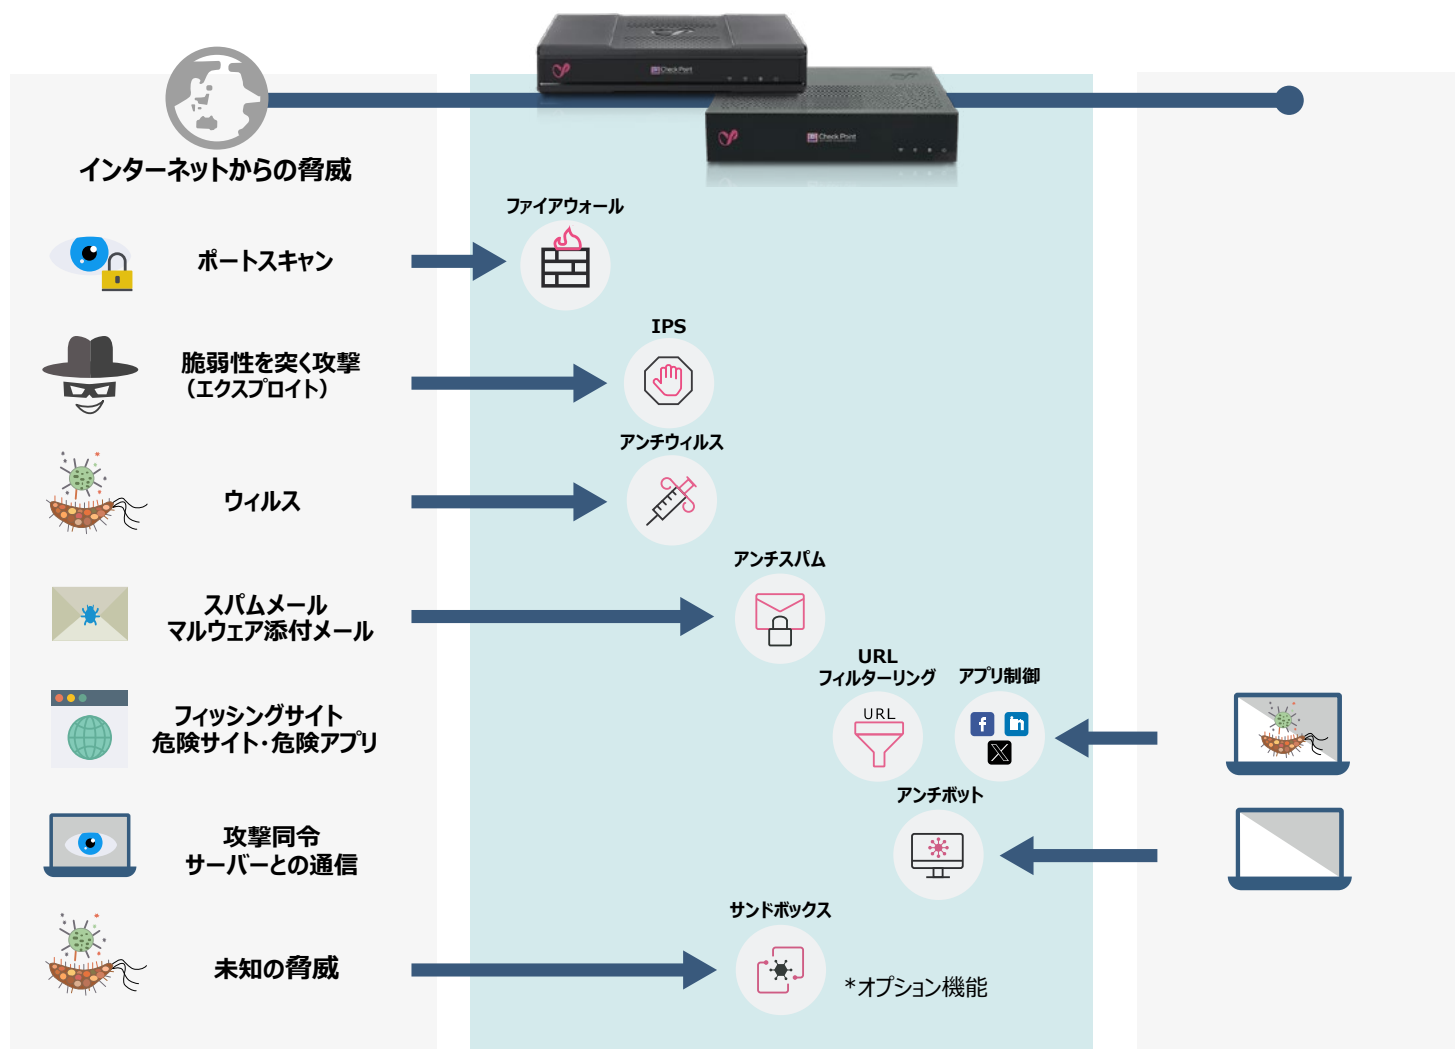 Check Point
Check Point
インターネットからの脅威
ファイアウォール
ポートスキャン
IPS
脆弱性を突く攻撃
（エクスプロイト）
アンチウィルス
ウィルス
アンチスパム
スパムメール
マルウェア添付メール
URL
フィルターリング
アプリ制御
URL
フィッシングサイト
危険サイト・危険アプリ
アンチボット
攻撃同令
サーバーとの通信
サンドボックス
未知の脅威
*オプション機能